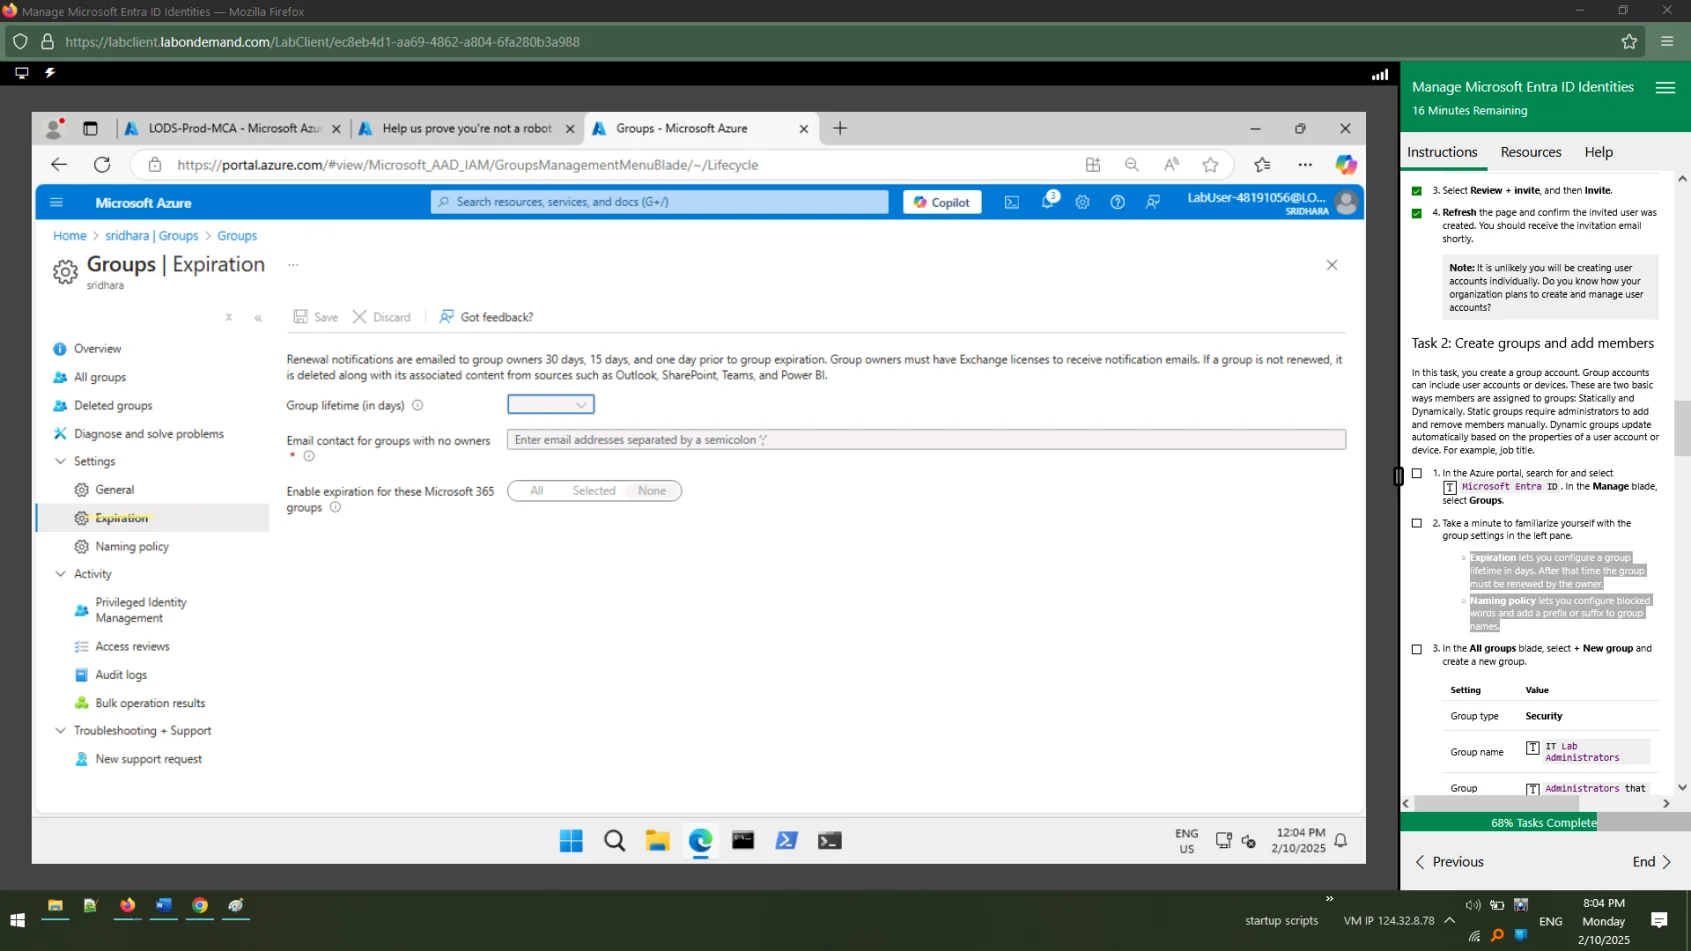 Manage Microsoft Entra ID Identities — Mozilla Firefox
https://labclient.labondemand.com/LabClient/ec8eb4d1-aa69-4862-a804-6fa280b3a988
LODS-Prod-MCA - Microsoft Azur
Help us prove you're not a robot
Groups - Microsoft Azure
https://portal.azure.com/#view/Microsoft_AAD_IAM/GroupsManagementMenuBlade/~/Lifecycle
Microsoft Azure
Search resources, services, and docs (G+/)
Copilot
3
LabUser-48191056@LO...
SRIDHARA
Home > sridhara | Groups > Groups
Groups | Expiration ...
sridhara
Save
Discard
Got feedback?
Overview
All groups
Deleted groups
Diagnose and solve problems
Settings
General
Expiration
Naming policy
Activity
Privileged Identity
Management
Access reviews
Audit logs
Bulk operation results
Troubleshooting + Support
New support request
Renewal notifications are emailed to group owners 30 days, 15 days, and one day prior to group expiration. Group owners must have Exchange licenses to receive notification emails. If a group is not renewed, it
is deleted along with its associated content from sources such as Outlook, SharePoint, Teams, and Power BI.
Group lifetime (in days)
Email contact for groups with no owners
*
Enter email addresses separated by a semicolon ';'
Enable expiration for these Microsoft 365
groups
All Selected None
ENG
US
12:04 PM
2/10/2025
Manage Microsoft Entra ID Identities
16 Minutes Remaining
Instructions Resources Help
3. Select Review + invite, and then Invite.
4. Refresh the page and confirm the invited user was
created. You should receive the invitation email
shortly.
Note: It is unlikely you will be creating user
accounts individually. Do you know how your
organization plans to create and manage user
accounts?
Task 2: Create groups and add members
In this task, you create a group account. Group accounts
can include user accounts or devices. These are two basic
ways members are assigned to groups: Statically and
Dynamically. Static groups require administrators to add
and remove members manually. Dynamic groups update
automatically based on the properties of a user account or
device. For example, job title.
1. In the Azure portal, search for and select
T Microsoft Entra ID . In the Manage blade,
select Groups.
2. Take a minute to familiarize yourself with the
group settings in the left pane.
Expiration lets you configure a group
lifetime in days. After that time the group
must be renewed by the owner.
Naming policy lets you configure blocked
words and add a prefix or suffix to group
names.
3. In the All groups blade, select + New group and
create a new group.
Setting Value
Group type Security
Group name T IT Lab
Administrators
Group T Administrators that
68% Tasks Complete
Previous
End
startup scripts
VM IP 124.32.8.78
ENG
8:04 PM
Monday
2/10/2025